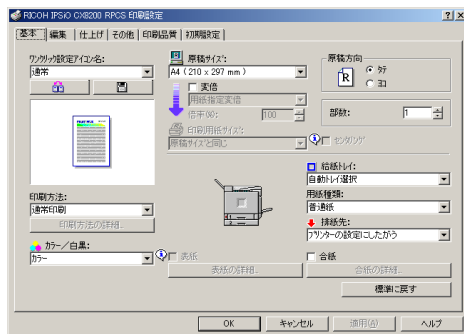 RICOH IPSiO CX8200 RPCS 印刷設定
基本 編集 仕上げ その他 印刷品質 初期設定
ワンクリック設定アイコン名:
通常
印刷方法:
通常印刷
印刷方法の詳細...
カラー/白黒:
カラー
原稿サイズ:
A4 (210 x 297 mm)
変倍
用紙指定変倍
倍率(%):
100
印刷用紙サイズ:
原稿サイズと同じ
原稿方向
R
タテ
ヨコ
部数:
1
センタリング
給紙トレイ:
自動トレイ選択
用紙種類:
普通紙
排紙先:
プリンターの設定にしたがう
表紙
表紙の詳細...
合紙
合紙の詳細...
標準に戻す
OK キャンセル 適用(A) ヘルプ